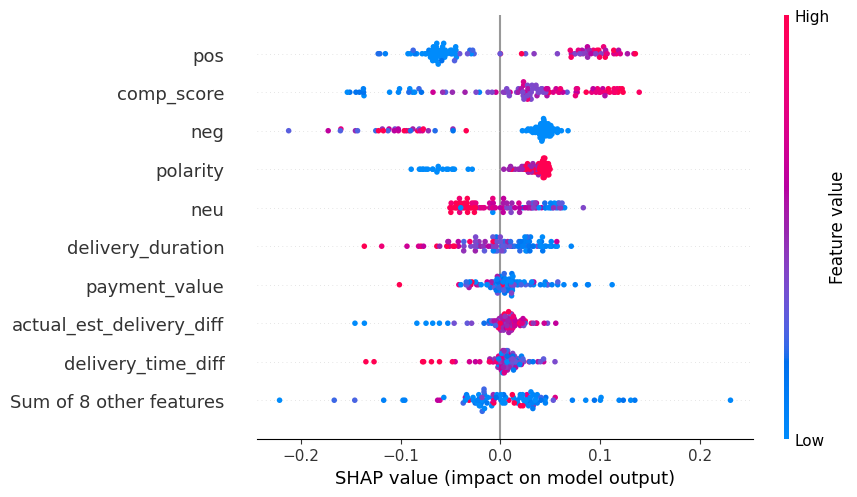 High
pos
comp_score
neg
polarity
neu
delivery_duration
payment_value
actual_est_delivery_diff
delivery_time_diff
Sum of 8 other features
Feature value
Low
−0.2 −0.1 0.0 0.1 0.2
SHAP value (impact on model output)